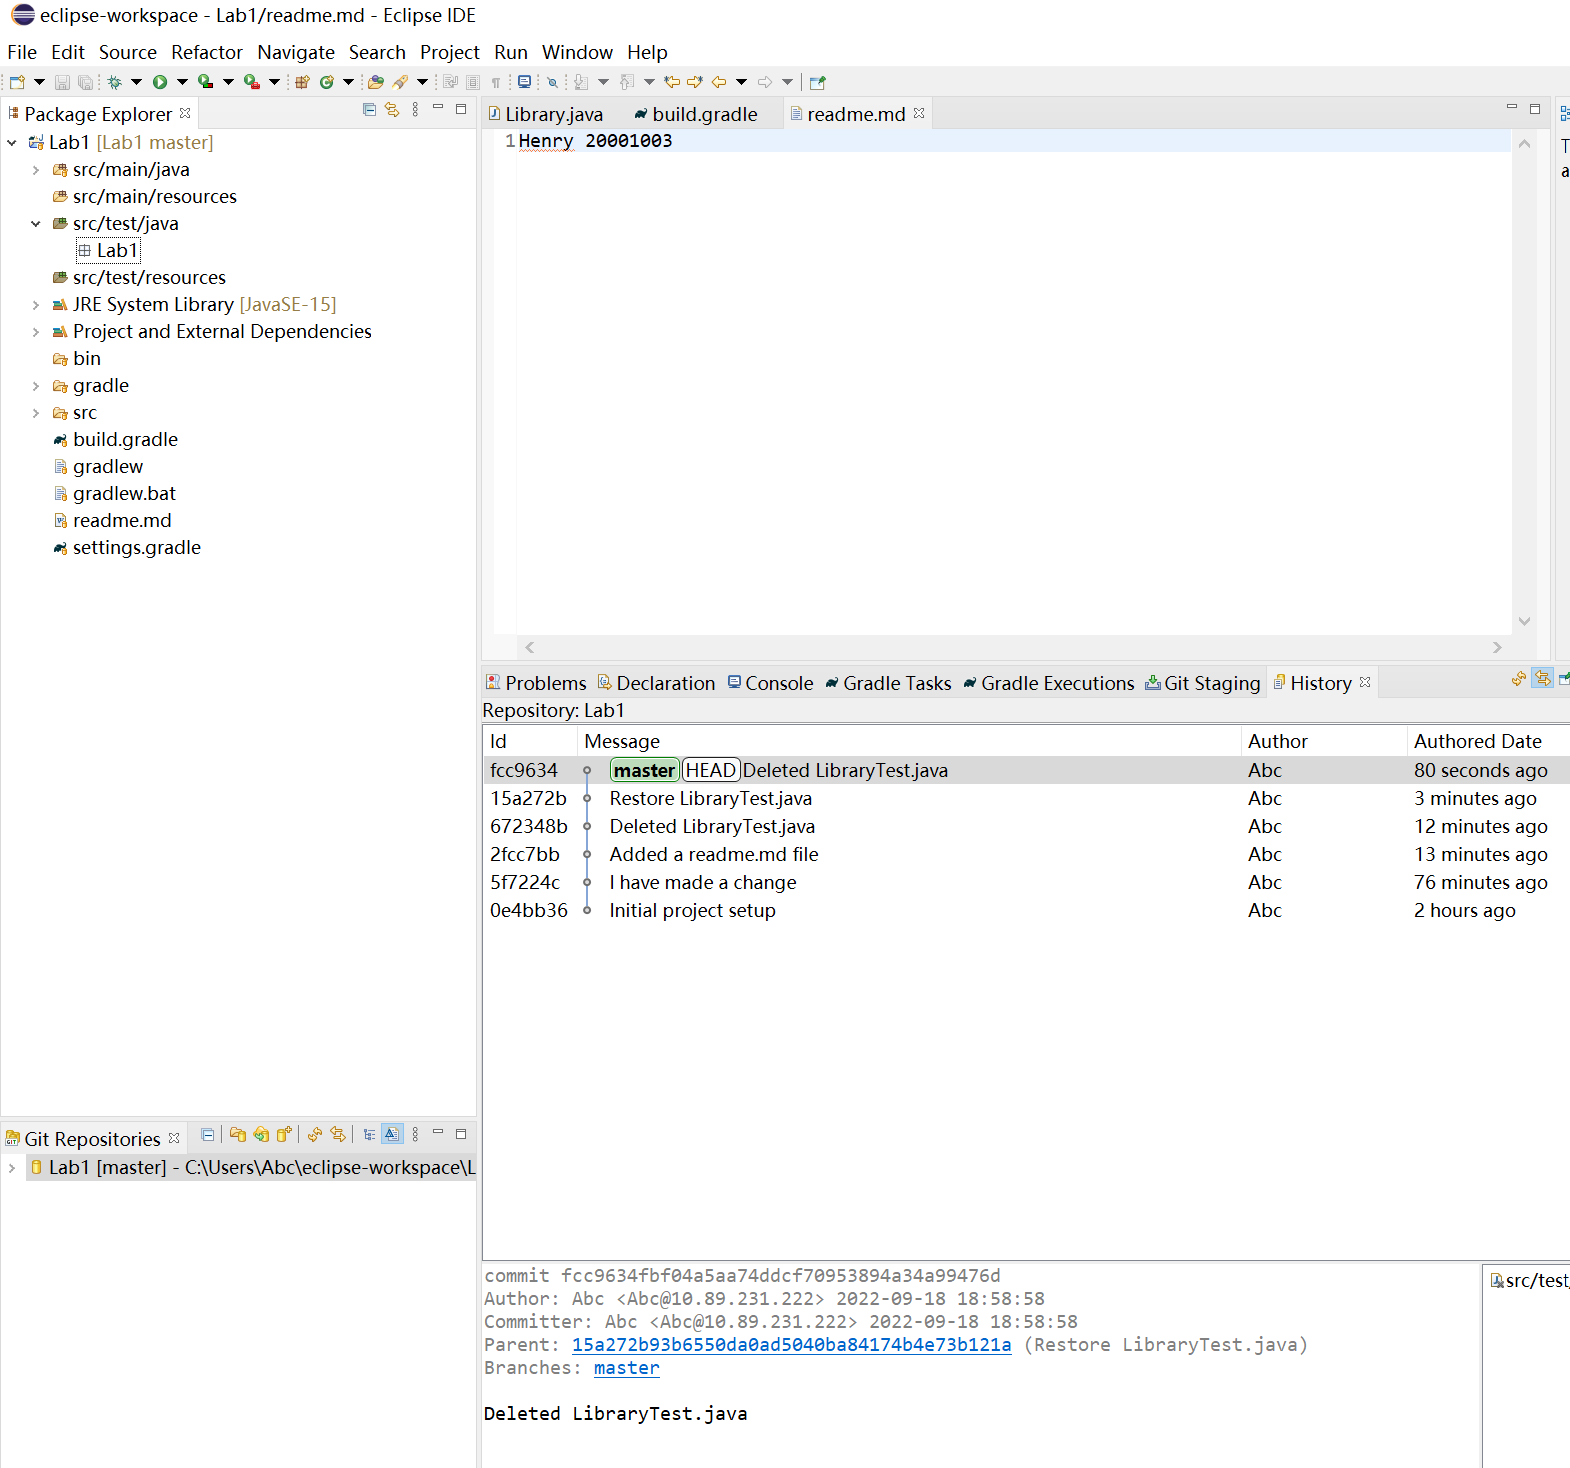 eclipse-workspace - Lab1/readme.md - Eclipse IDE
File Edit Source Refactor Navigate Search Project Run Window Help
Package Explorer
Lab1 [Lab1 master]
src/main/java
src/main/resources
src/test/java
Lab1
src/test/resources
JRE System Library [JavaSE-15]
Project and External Dependencies
bin
gradle
src
build.gradle
gradlew
gradlew.bat
readme.md
settings.gradle
Library.java build.gradle readme.md
1 Henry 20001003
T
a
Problems Declaration Console Gradle Tasks Gradle Executions Git Staging History
Repository: Lab1
Id Message Author Authored Date
fcc9634 master HEAD Deleted LibraryTest.java Abc 80 seconds ago
15a272b Restore LibraryTest.java Abc 3 minutes ago
672348b Deleted LibraryTest.java Abc 12 minutes ago
2fcc7bb Added a readme.md file Abc 13 minutes ago
5f7224c I have made a change Abc 76 minutes ago
0e4bb36 Initial project setup Abc 2 hours ago
Git Repositories
Lab1 [master] - C:\Users\Abc\eclipse-workspace\L
commit fcc9634fbf04a5aa74ddcf70953894a34a99476d
Author: Abc <Abc@10.89.231.222> 2022-09-18 18:58:58
Committer: Abc <Abc@10.89.231.222> 2022-09-18 18:58:58
Parent: 15a272b93b6550da0ad5040ba84174b4e73b121a (Restore LibraryTest.java)
Branches: master
Deleted LibraryTest.java
src/test/